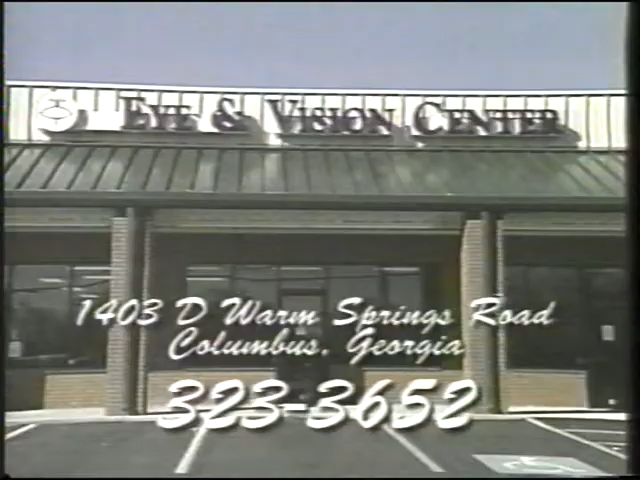 EYE & VISION CENTER
1403 D Warm Springs Road
Columbus, Georgia
323-3652